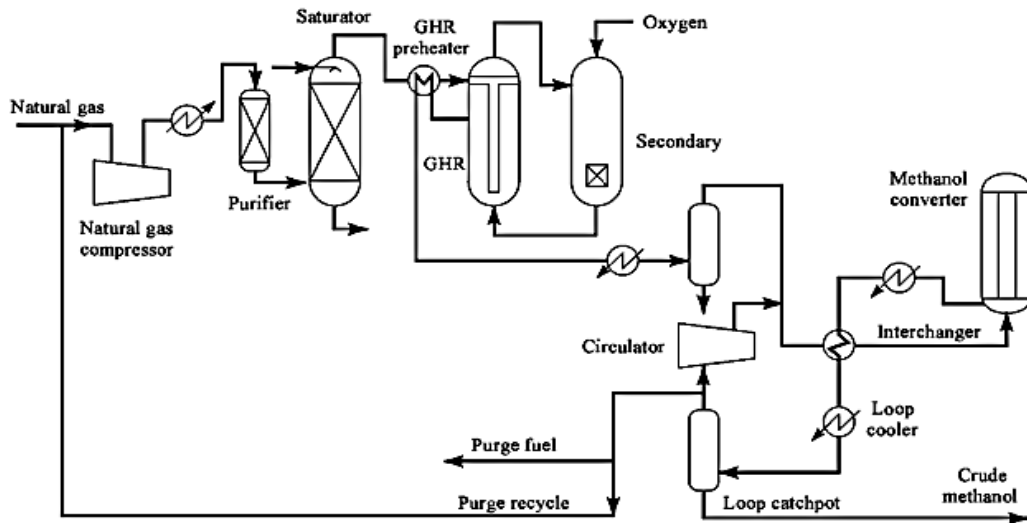 Saturator
GHR
preheater
Oxygen
Natural gas
GHR
Secondary
Purifier
Natural gas
compressor
Methanol
converter
Circulator
Interchanger
Loop
cooler
Purge fuel
Purge recycle
Loop catchpot
Crude
methanol